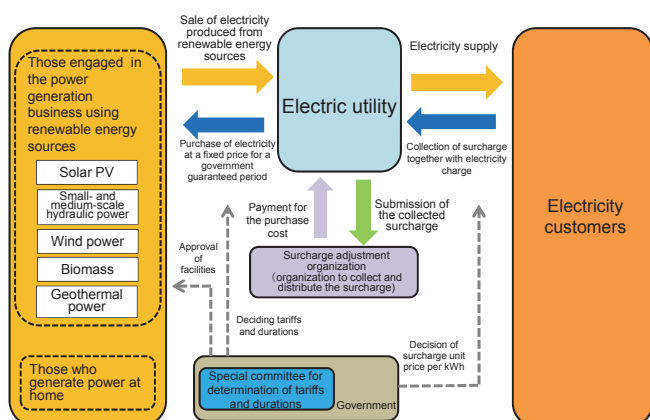 Those engaged in
the power
generation
business using
renewable energy
sources
Solar PV
Small- and
medium-scale
hydraulic power
Wind power
Biomass
Geothermal
power
Those who
generate power at
home
Sale of electricity
produced from
renewable energy
sources
Purchase of electricity
at a fixed price for a
government
guaranteed period
Approval
of
facilities
Electric utility
Payment for
the purchase
cost
Submission of
the collected
surcharge
Surcharge adjustment
organization
(organization to collect and
distribute the surcharge)
Deciding tariffs
and durations
Special committee for
determination of tariffs
and durations
Government
Electricity supply
Collection of surcharge
together with electricity
charge
Decision of
surcharge unit
price per kWh
Electricity
customers